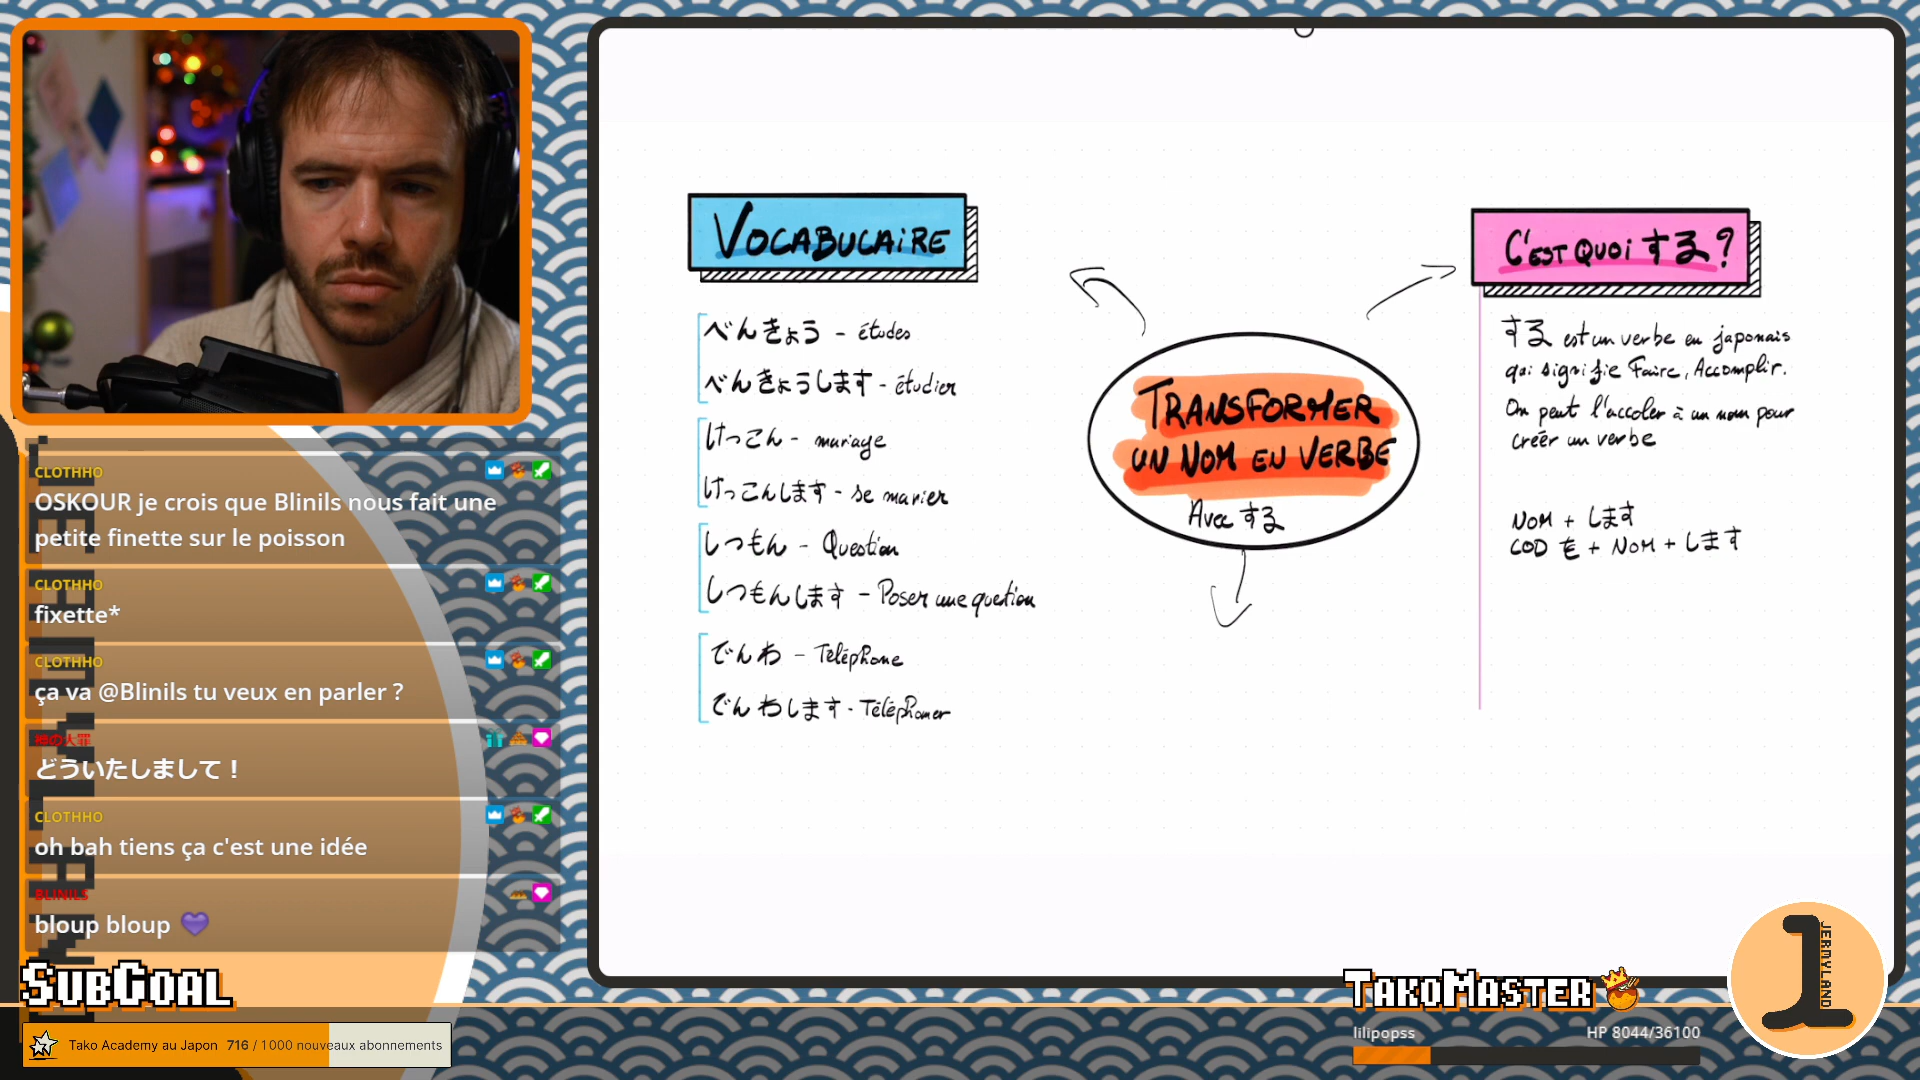 CLOTHHO
OSKOUR je crois que Blinils nous fait une
petite finette sur le poisson
CLOTHHO
fixette*
CLOTHHO
ça va @Blinils tu veux en parler ?
神の大罪
どういたしまして！
CLOTHHO
oh bah tiens ça c'est une idée
BLINILS
bloup bloup 💜
SUBGOAL
Tako Academy au Japon 716 / 1000 nouveaux abonnements
VOCABULAIRE
べんきょう - études
べんきょうします - étudier
けっこん - mariage
けっこんします - se marier
しつもん - Question
しつもんします - Poser une question
でんわ - Téléphone
でんわします - Téléphoner
TRANSFORMER
UN NOM EN VERBE
Avec する
C'EST QUOI する ?
する est un verbe en japonais
qui signifie Faire, Accomplir.
On peut l'accoler à un nom pour
créer un verbe
NOM + します
COD を + NOM + します
TAKOMASTER
lilipopss HP 8044/36100
JERMYLAND